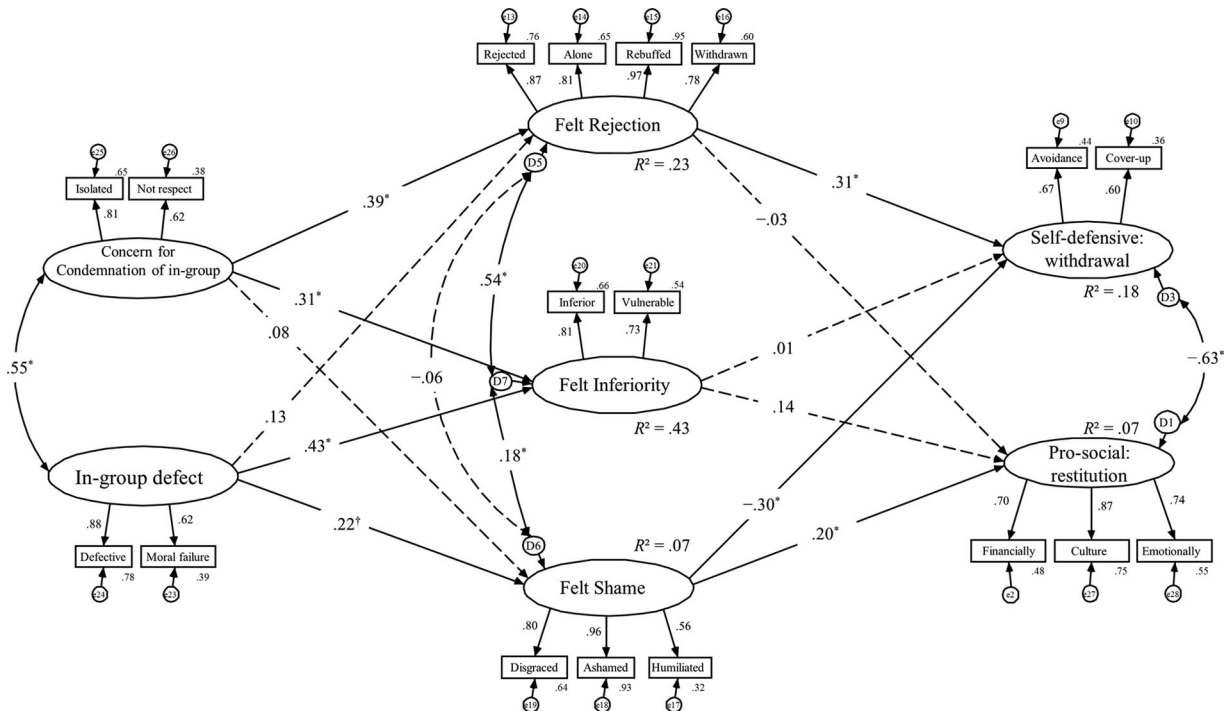 e13 e14 e15 e16
.76 .65 .95 .60
Rejected Alone Rebuffed Withdrawn
.87 .81 .97 .78
Felt Rejection
D5
R² = .23
e25 e26
.65 .38
Isolated Not respect
.81 .62
Concern for
Condemnation of in-group
e9 e10
.44 .36
Avoidance Cover-up
.67 .60
Self-defensive:
withdrawal
R² = .18
D3
.39*
.31*
−.03
.54*
.31*
.08
−.06
.55*
e20 e21
.66 .54
Inferior Vulnerable
.81 .73
D7
Felt Inferiority
R² = .43
.01
.14
−.63*
.13
.43*
.18*
In-group defect
.88 .62
Defective Moral failure
.78 .39
e24 e23
.22†
−.30*
.20*
D1
R² = .07
Pro-social:
restitution
.70 .87 .74
Financially Culture Emotionally
.48 .75 .55
e2 e27 e28
D6
R² = .07
Felt Shame
.80 .96 .56
Disgraced Ashamed Humiliated
.64 .93 .32
e19 e18 e17